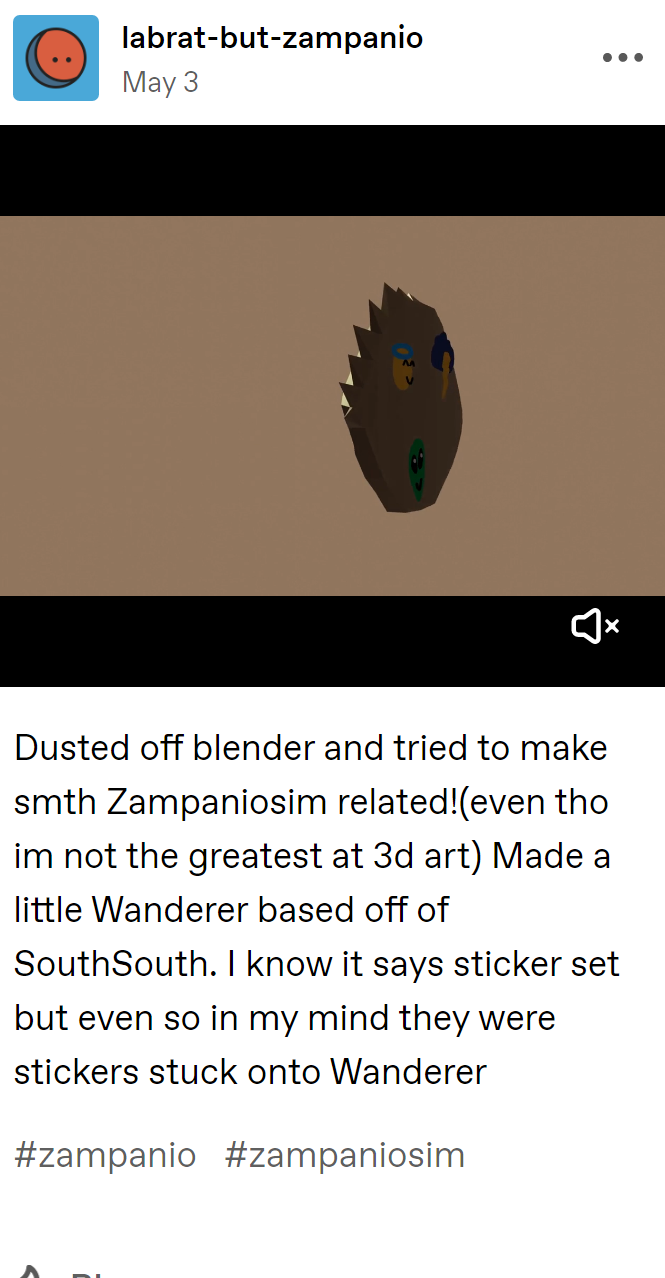 labrat-but-zampanio
May 3
Dusted off blender and tried to make
smth Zampaniosim related!(even tho
im not the greatest at 3d art) Made a
little Wanderer based off of
SouthSouth. I know it says sticker set
but even so in my mind they were
stickers stuck onto Wanderer
#zampanio #zampaniosim